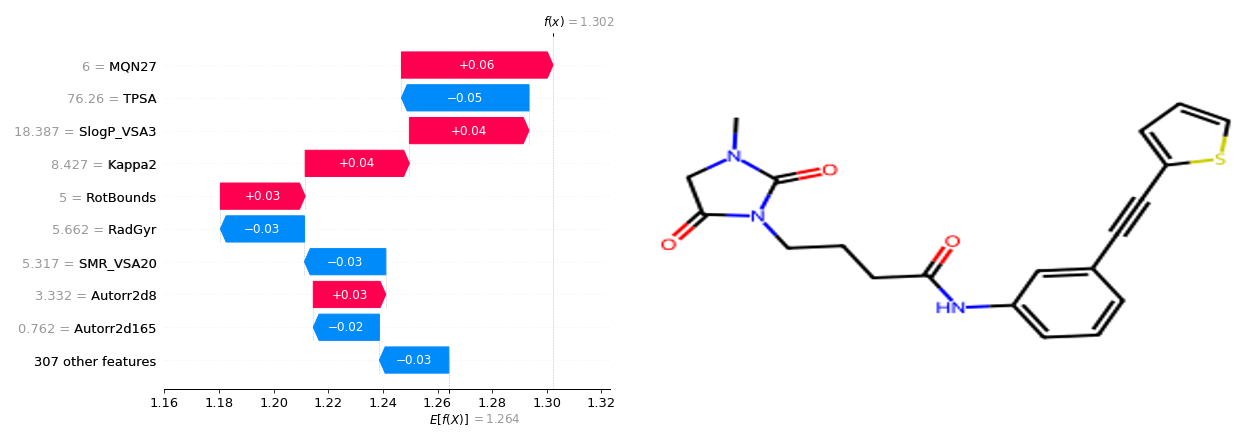 f(x) = 1.302
6 = MQN27
+0.06
76.26 = TPSA
−0.05
18.387 = SlogP_VSA3
+0.04
8.427 = Kappa2
+0.04
5 = RotBounds
+0.03
5.662 = RadGyr
−0.03
5.317 = SMR_VSA20
−0.03
3.332 = Autorr2d8
+0.03
0.762 = Autorr2d165
−0.02
307 other features
−0.03
1.16 1.18 1.20 1.22 1.24 1.26 1.28 1.30 1.32
E[f(X)] = 1.264
N
O
N
O
O
HN
S